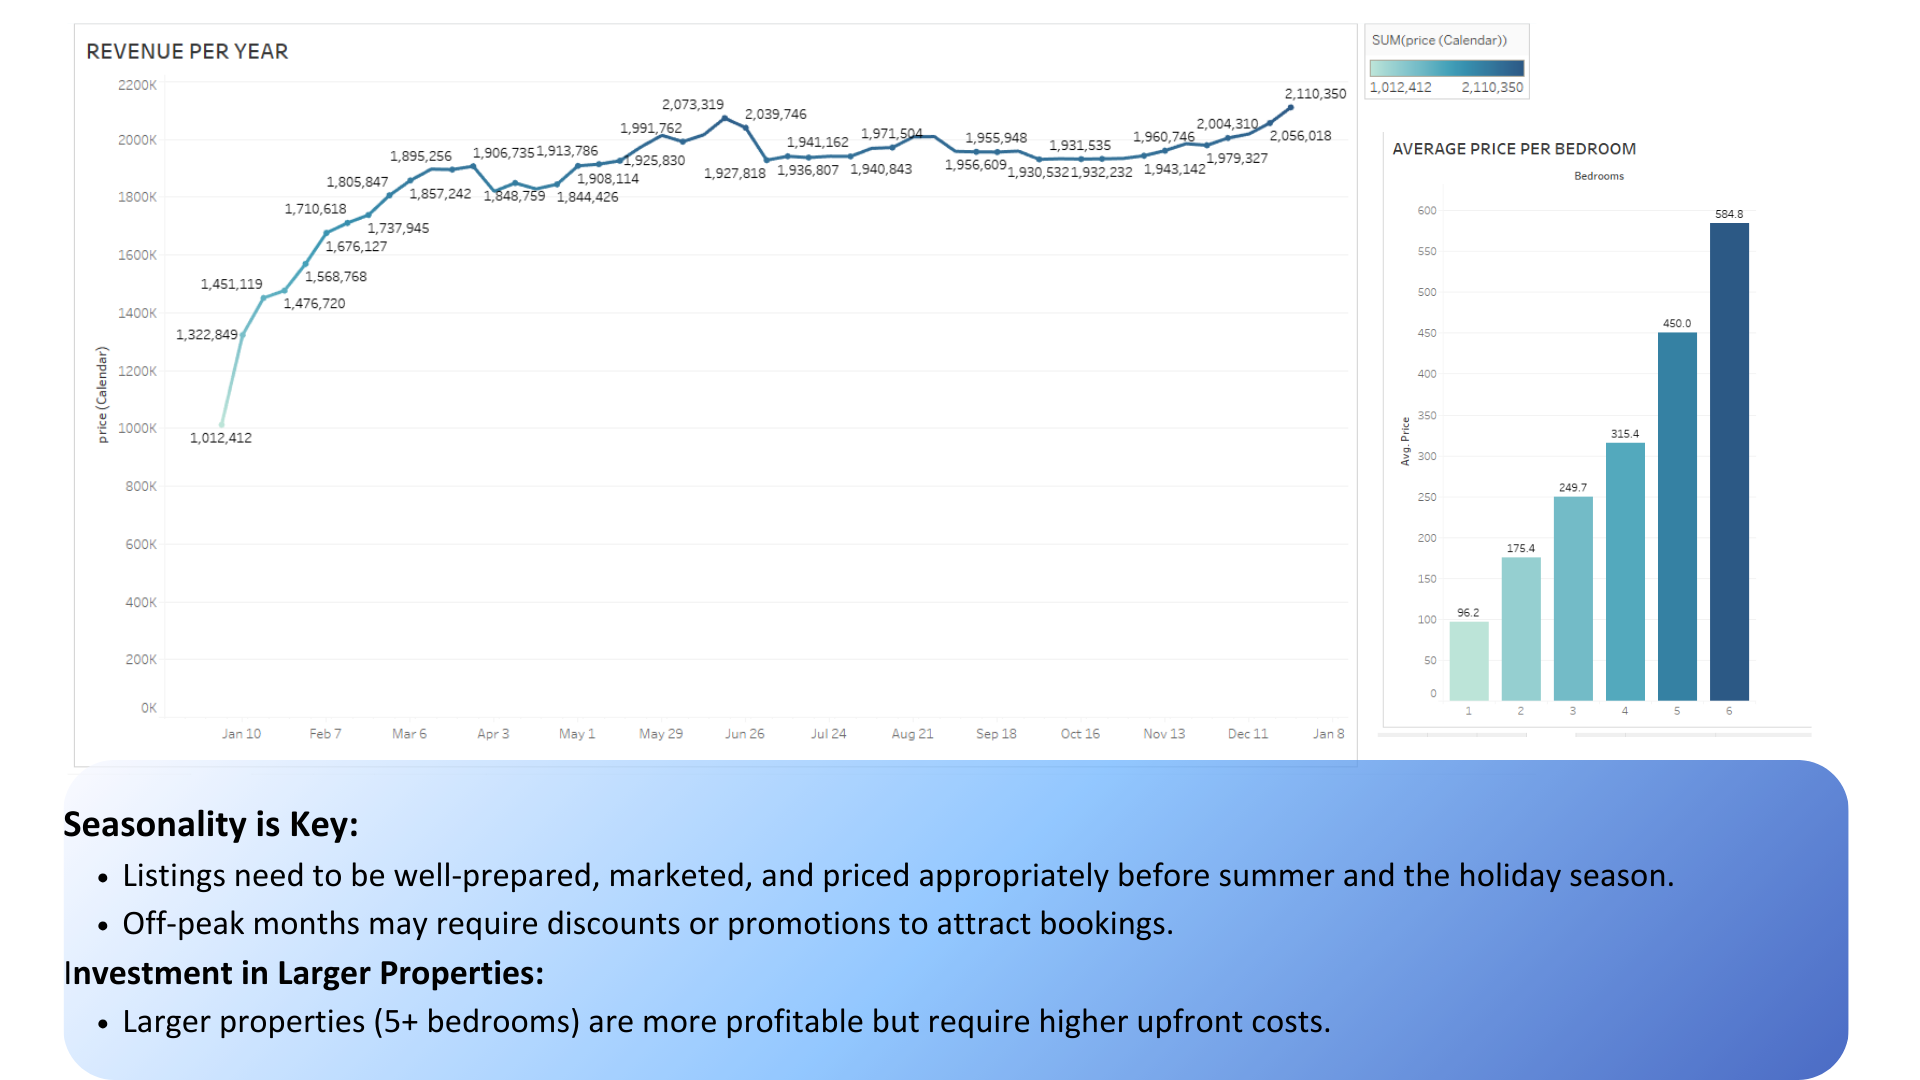 REVENUE PER YEAR
2200K
2000K
1800K
1600K
1400K
1200K
1000K
800K
600K
400K
200K
0K
price (Calendar)
1,012,412
1,322,849
1,451,119
1,476,720
1,568,768
1,676,127
1,710,618
1,737,945
1,805,847
1,857,242
1,895,256
1,906,735
1,848,759
1,844,426
1,913,786
1,908,114
1,925,830
1,991,762
2,073,319
2,039,746
1,927,818
1,936,807
1,941,162
1,940,843
1,971,504
1,956,609
1,955,948
1,930,532
1,931,535
1,932,232
1,943,142
1,960,746
1,979,327
2,004,310
2,056,018
2,110,350
Jan 10 Feb 7 Mar 6 Apr 3 May 1 May 29 Jun 26 Jul 24 Aug 21 Sep 18 Oct 16 Nov 13 Dec 11 Jan 8
SUM(price (Calendar))
1,012,412 2,110,350
AVERAGE PRICE PER BEDROOM
Bedrooms
600
550
500
450
400
350
300
250
200
150
100
50
0
Avg. Price
96.2
175.4
249.7
315.4
450.0
584.8
1 2 3 4 5 6
Seasonality is Key:
• Listings need to be well-prepared, marketed, and priced appropriately before summer and the holiday season.
• Off-peak months may require discounts or promotions to attract bookings.
Investment in Larger Properties:
• Larger properties (5+ bedrooms) are more profitable but require higher upfront costs.